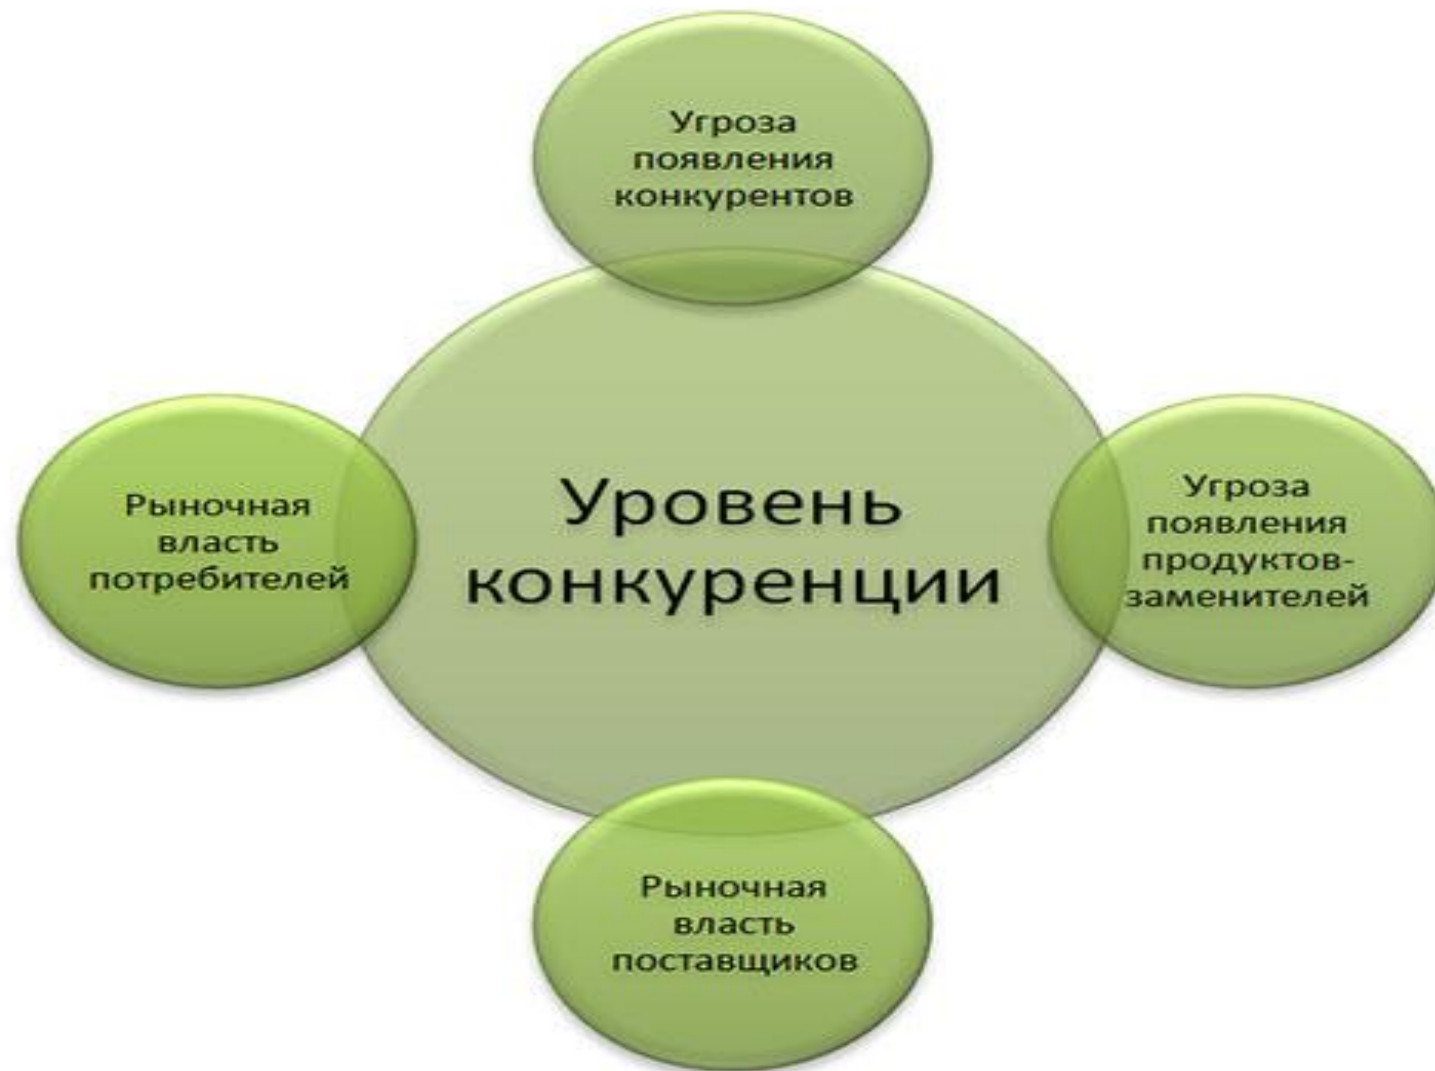 Угроза
появления
конкурентов
Рыночная
власть
потребителей
Уровень
конкуренции
Угроза
появления
продуктов-
заменителей
Рыночная
власть
поставщиков